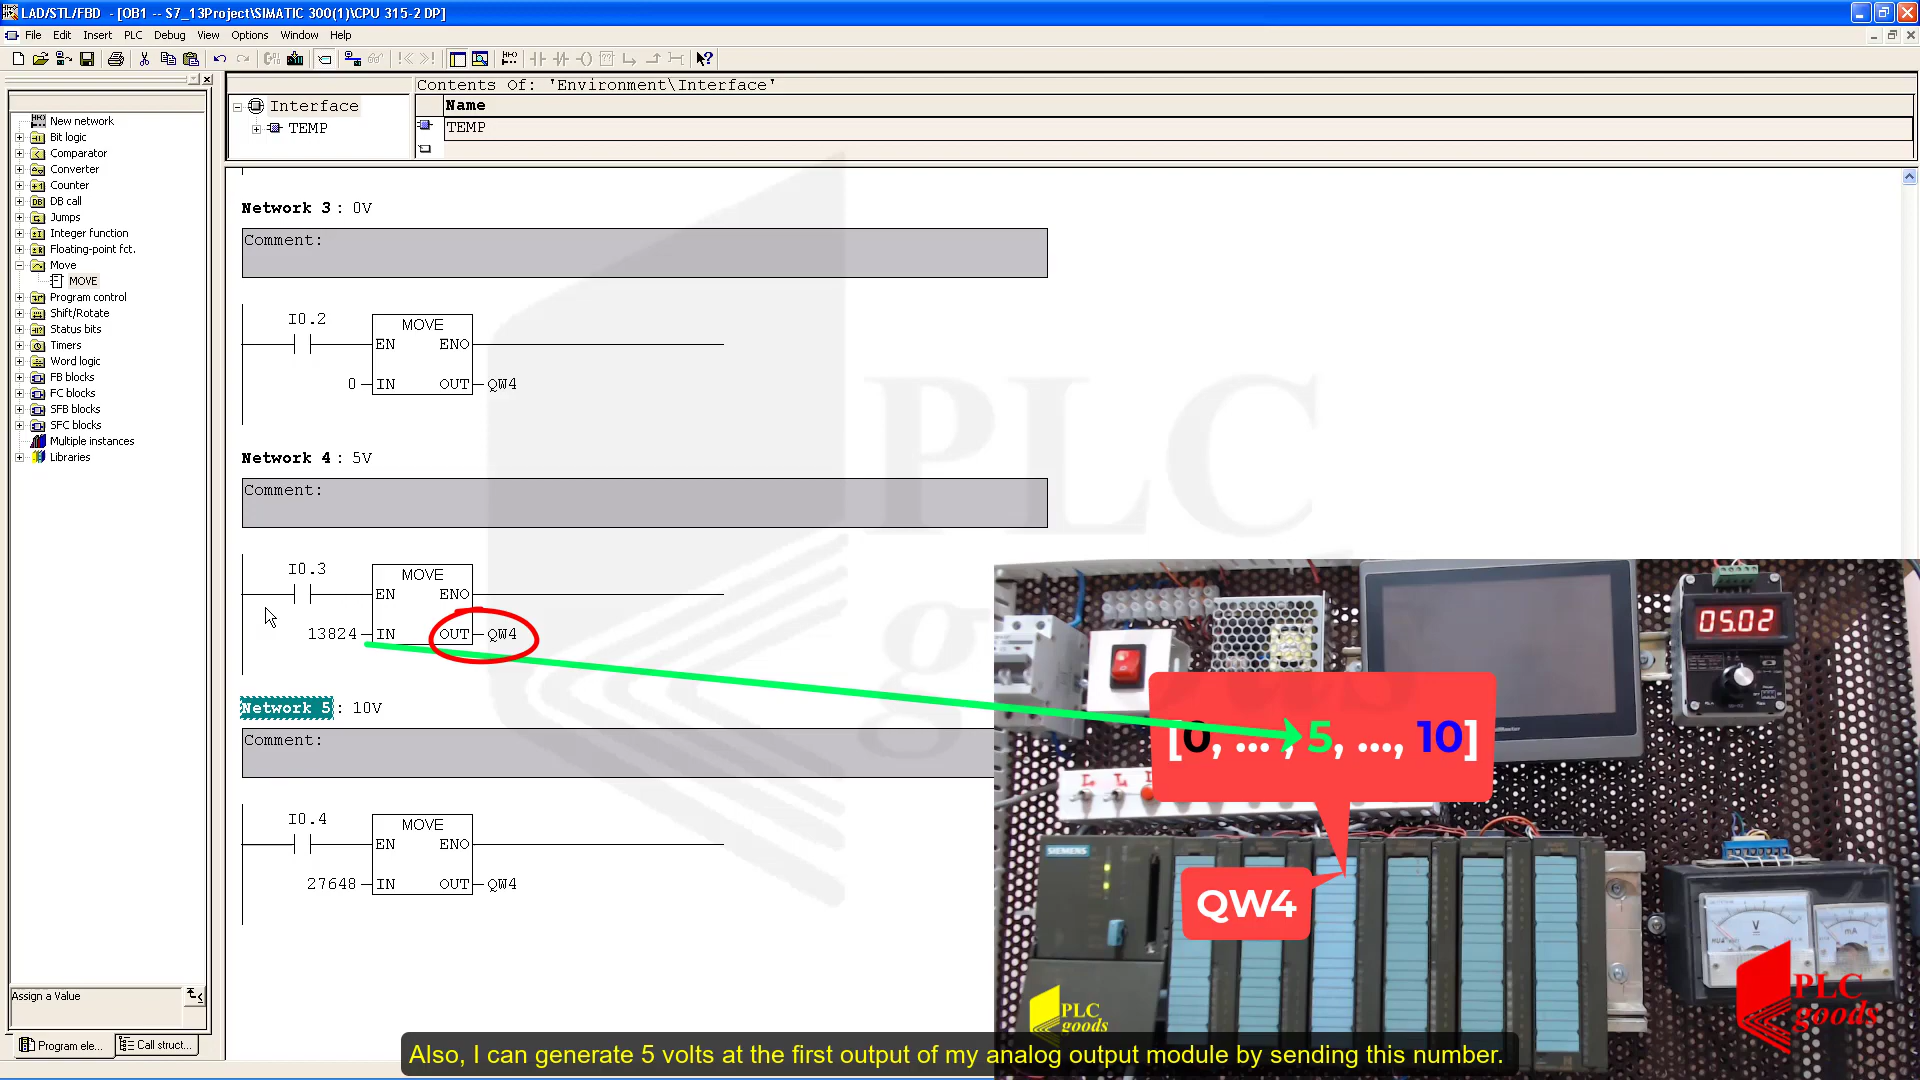 LAD/STL/FBD - [OB1 -- S7_13Project\SIMATIC 300(1)\CPU 315-2 DP]
File Edit Insert PLC Debug View Options Window Help
New network
Bit logic
Comparator
Converter
Counter
DB call
Jumps
Integer function
Floating-point fct.
Move
MOVE
Program control
Shift/Rotate
Status bits
Timers
Word logic
FB blocks
FC blocks
SFB blocks
SFC blocks
Multiple instances
Libraries
Assign a Value
Program ele...
Call struct...
Interface
TEMP
Contents Of: 'Environment\Interface'
Name
TEMP
Network 3 : 0V
Comment:
I0.2
MOVE
EN ENO
0 IN OUT QW4
Network 4 : 5V
Comment:
I0.3
MOVE
EN ENO
13824 IN OUT QW4
Network 5 : 10V
Comment:
I0.4
MOVE
EN ENO
27648 IN OUT QW4
PLC
goods
05.02
[0, ... , 5, ..., 10]
SIEMENS
QW4
V
mA
PLC
goods
PLC
goods
Also, I can generate 5 volts at the first output of my analog output module by sending this number.